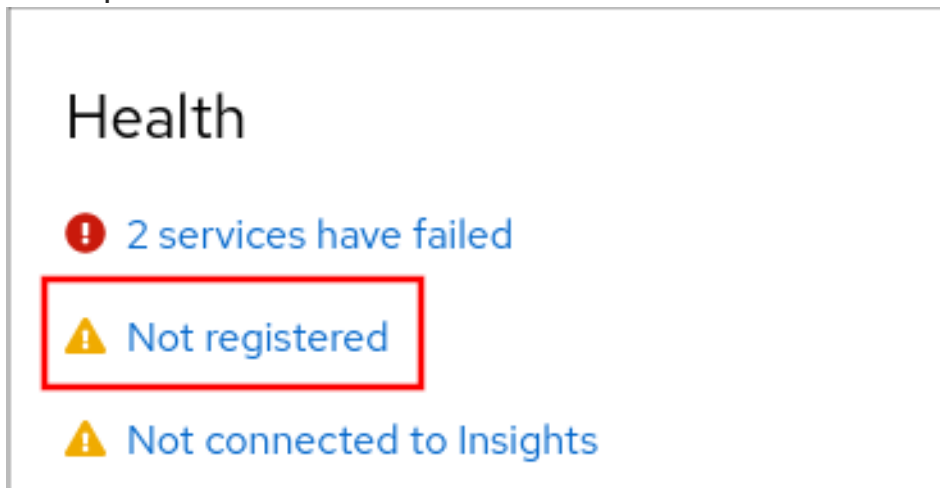 Health
2 services have failed
Not registered
Not connected to Insights